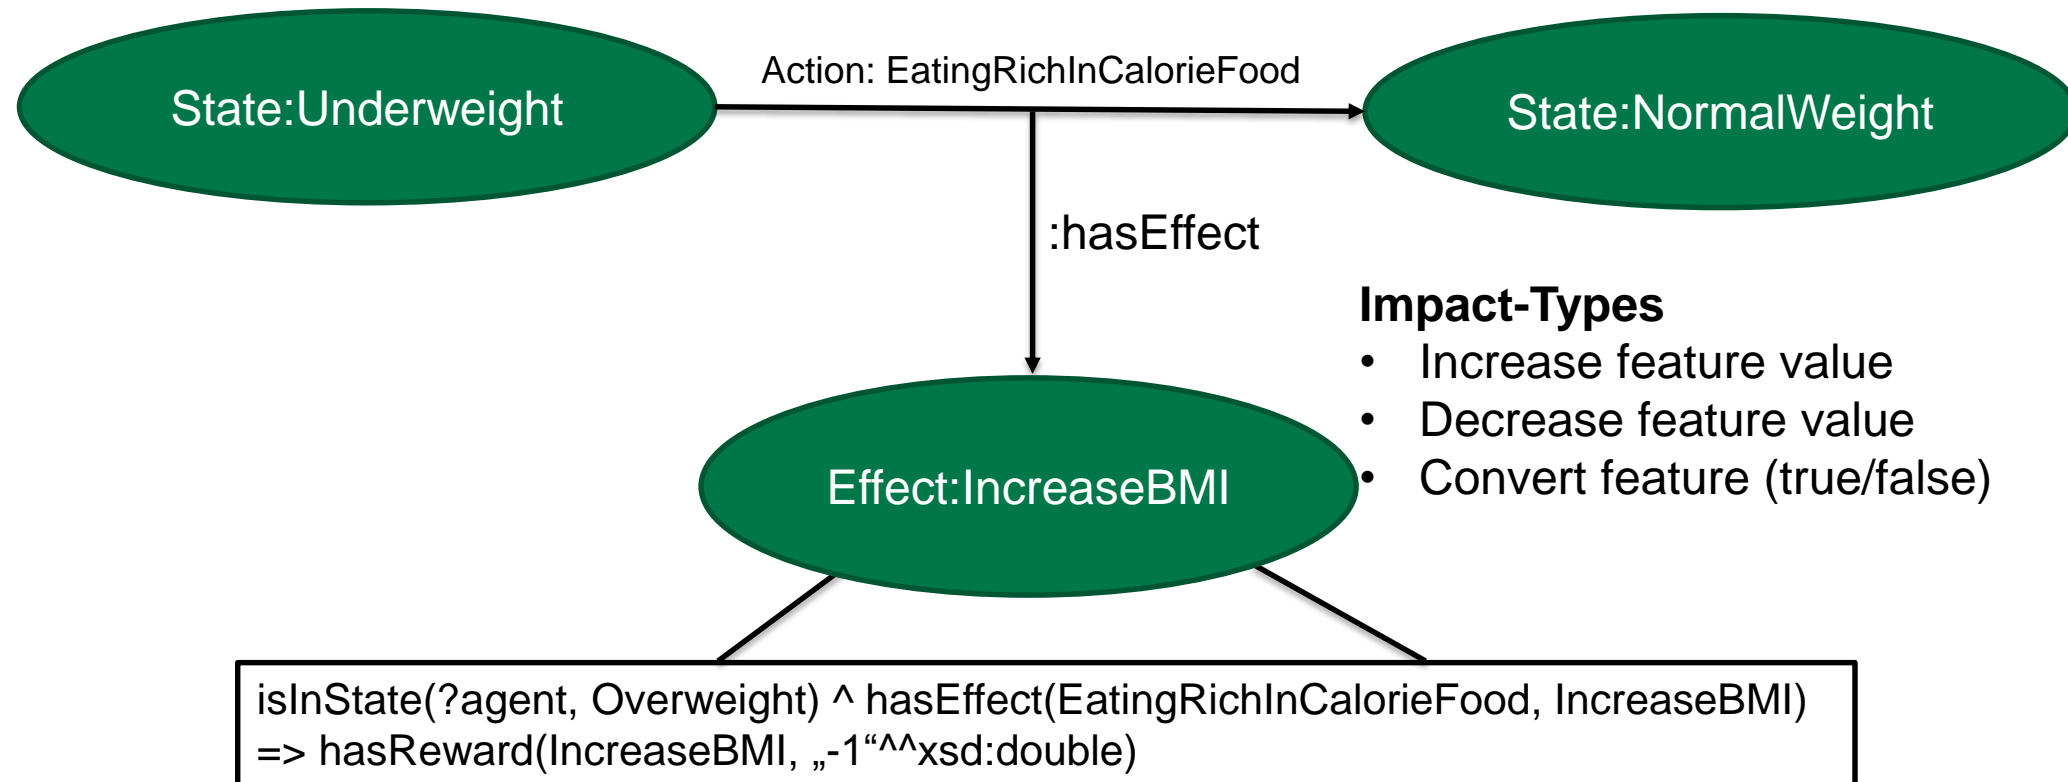 Action: EatingRichInCalorieFood
State:Underweight
State:NormalWeight
:hasEffect
Impact-Types
• Increase feature value
• Decrease feature value
• Convert feature (true/false)
Effect:IncreaseBMI
isInState(?agent, Overweight) ^ hasEffect(EatingRichInCalorieFood, IncreaseBMI)
=> hasReward(IncreaseBMI, „-1“^^xsd:double)